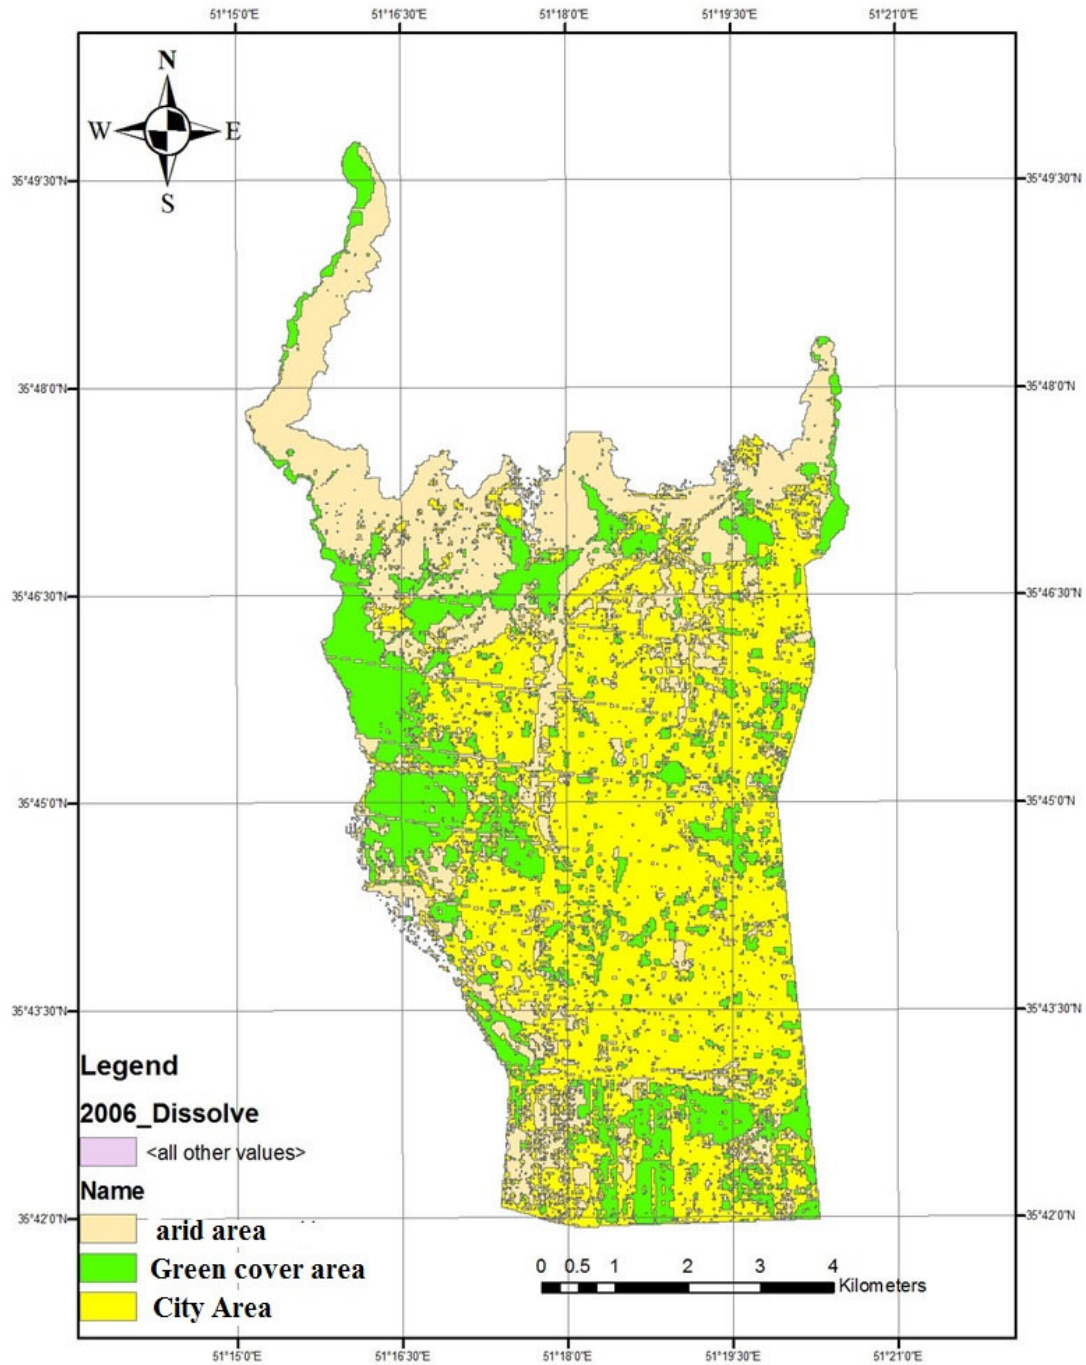 51°15'0"E 51°16'30"E 51°18'0"E 51°19'30"E 51°21'0"E
N
W E
S
35°49'30"N 35°49'30"N
35°48'0"N 35°48'0"N
35°46'30"N 35°46'30"N
35°45'0"N 35°45'0"N
35°43'30"N 35°43'30"N
Legend
2006_Dissolve
<all other values>
Name
35°42'0"N 35°42'0"N
arid area
Green cover area
City Area
0 0.5 1 2 3 4
Kilometers
51°15'0"E 51°16'30"E 51°18'0"E 51°19'30"E 51°21'0"E